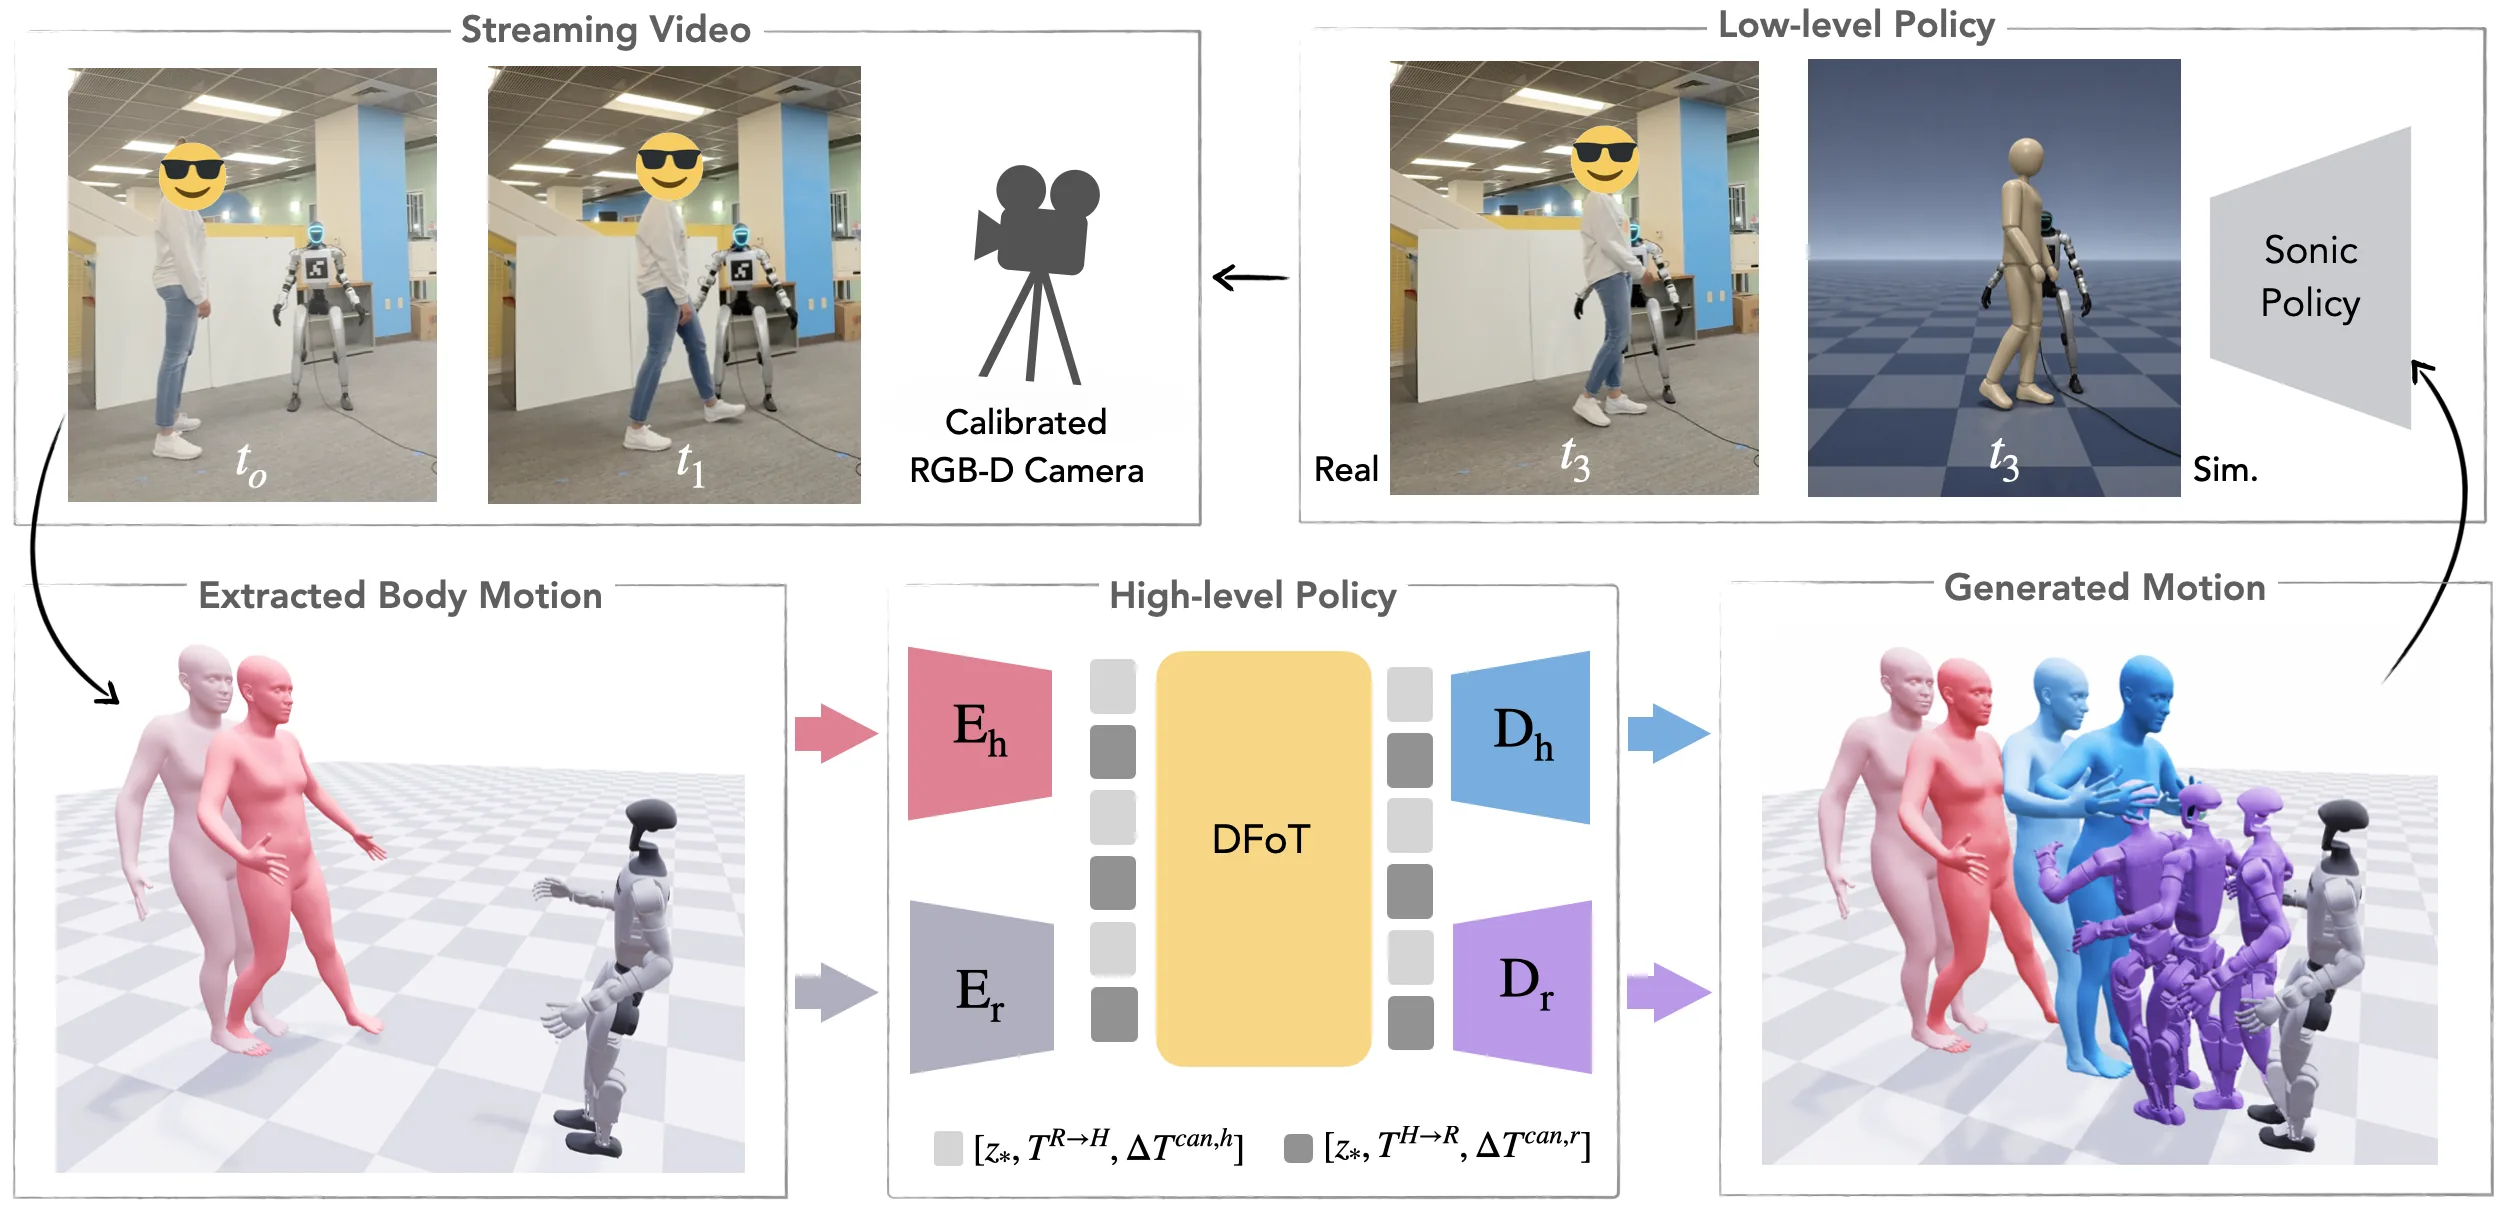 Streaming Video
t_o
t_1
Calibrated
RGB-D Camera
Low-level Policy
Real
t_3
t_3
Sim.
Sonic
Policy
Extracted Body Motion
High-level Policy
E_h
E_r
DFoT
D_h
D_r
[z_*, T^{R→H}, ΔT^{can,h}]
[z_*, T^{H→R}, ΔT^{can,r}]
Generated Motion